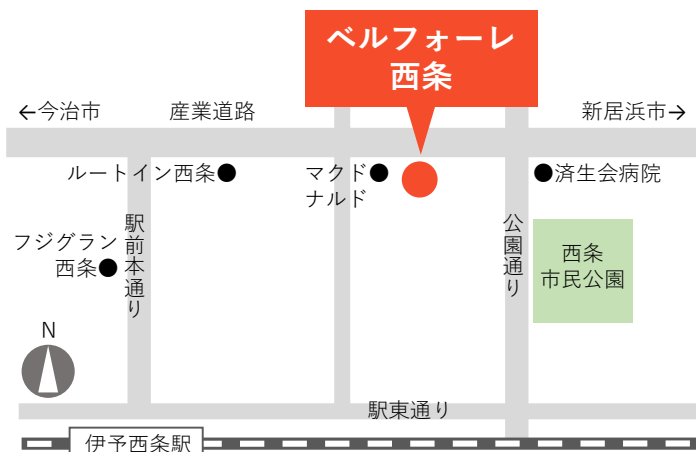 ベルフォーレ
西条
←今治市
産業道路
新居浜市→
ルートイン西条●
マクド●
ナルド
●済生会病院
駅前本通り
公園通り
フジグラン
西条●
西条
市民公園
N
駅東通り
伊予西条駅